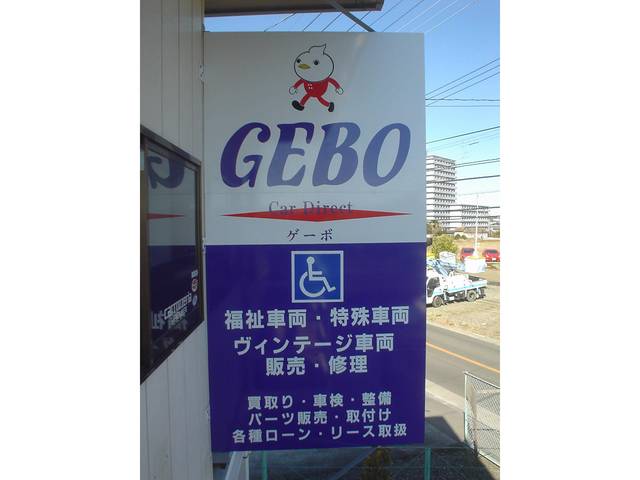 GEBO
Car Direct
ゲーボ
福祉車両・特殊車両
ヴィンテージ車両
販売・修理
買取り・車検・整備
パーツ販売・取付け
各種ローン・リース取扱